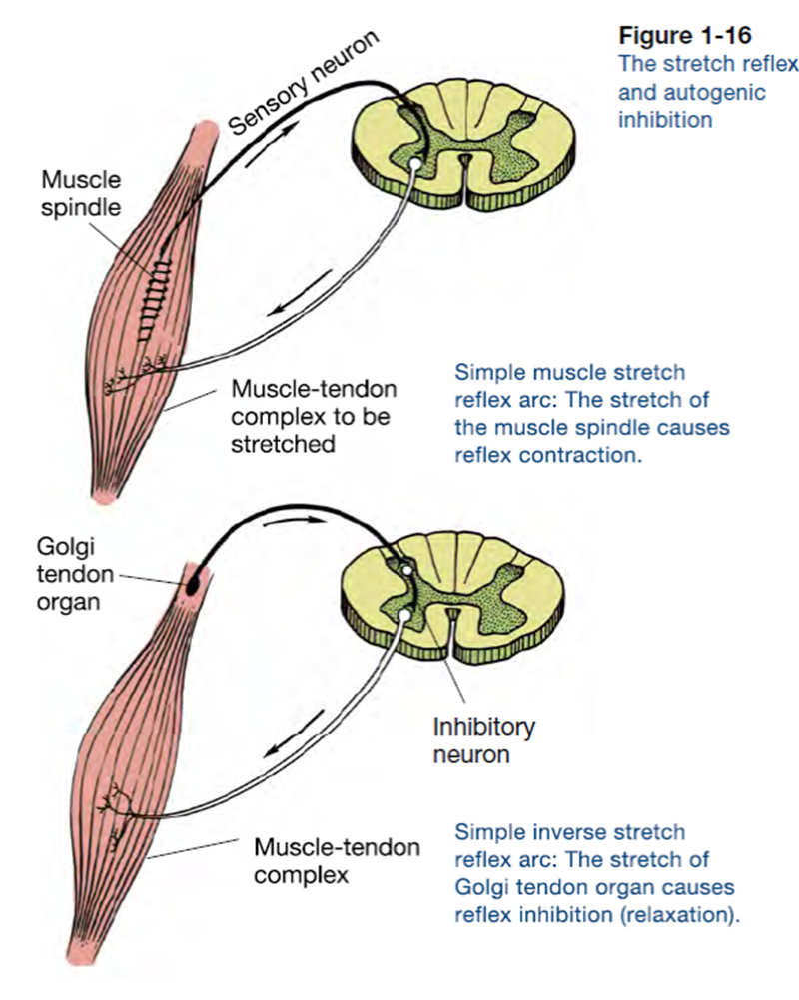 Figure 1-16
The stretch reflex
and autogenic
inhibition
Sensory neuron
Muscle
spindle
Muscle-tendon
complex to be
stretched
Simple muscle stretch
reflex arc: The stretch of
the muscle spindle causes
reflex contraction.
Golgi
tendon
organ
Inhibitory
neuron
Muscle-tendon
complex
Simple inverse stretch
reflex arc: The stretch of
Golgi tendon organ causes
reflex inhibition (relaxation).